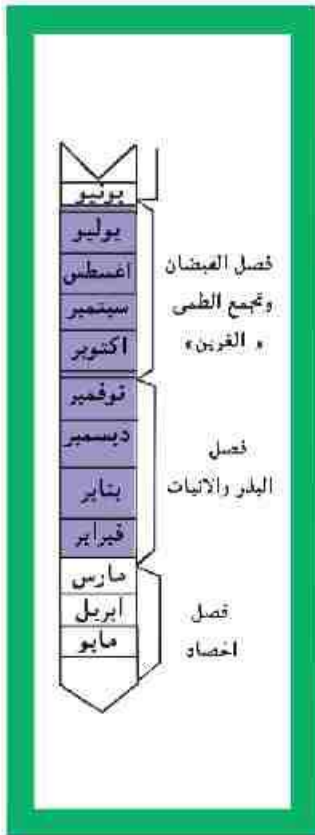 يونيو
يوليو
اغسطس
سبتمبر
اكتوبر
نوفمبر
ديسمبر
يناير
فبراير
مارس
ابريل
مايو
فصل الفيضان
وتجمع الطمى
« الغرين »
فصل
البذر والانبات
فصل
الحصاد